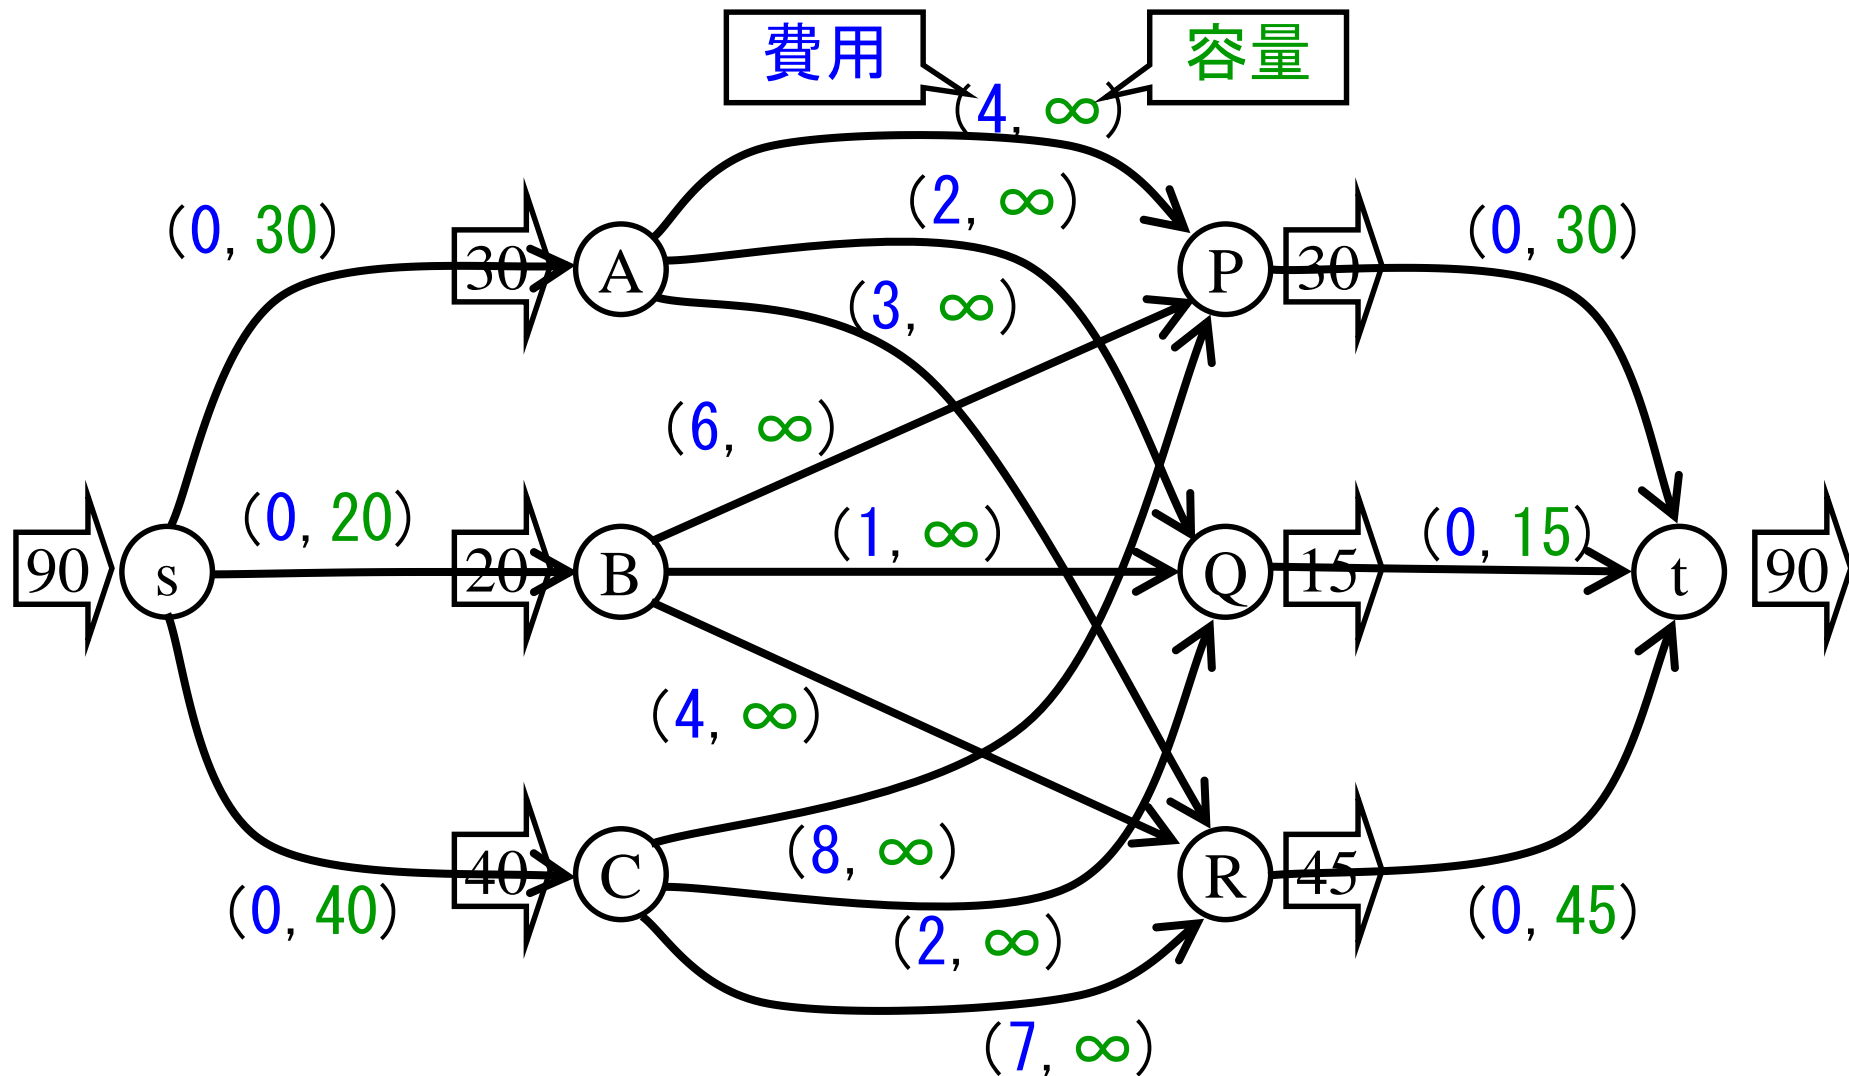 費用 容量
(4, ∞)
(2, ∞)
(0, 30) (0, 30)
30 A P 30
(3, ∞)
(6, ∞)
(0, 20) (1, ∞) (0, 15)
90 s 20 B Q 15 t 90
(4, ∞)
(8, ∞)
40 C R 45
(0, 40) (2, ∞) (0, 45)
(7, ∞)